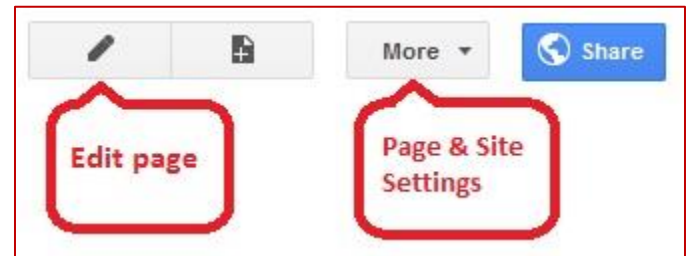 More
Share
Edit page
Page & Site
Settings